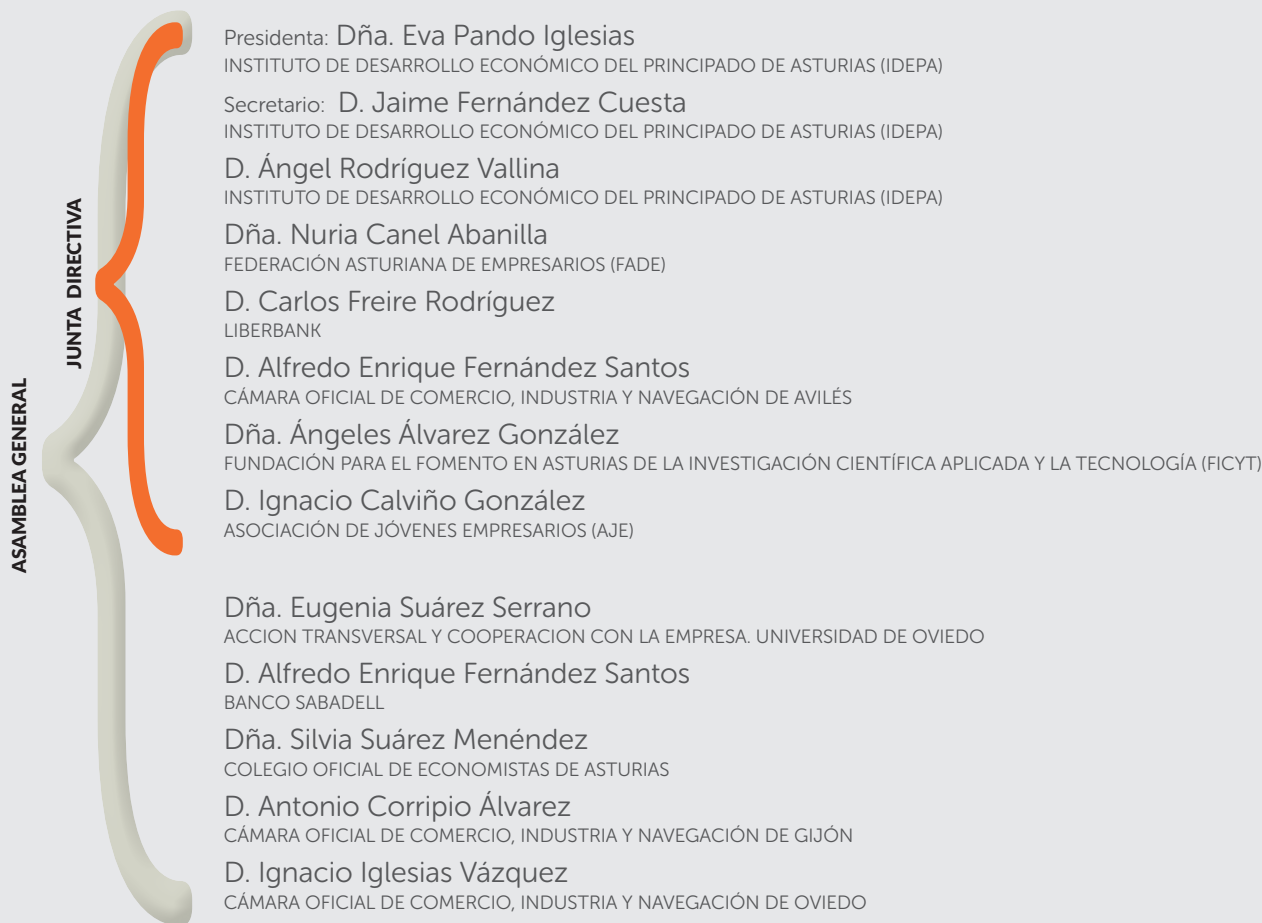 ASAMBLEA GENERAL
JUNTA DIRECTIVA
Presidenta: Dña. Eva Pando Iglesias
INSTITUTO DE DESARROLLO ECONÓMICO DEL PRINCIPADO DE ASTURIAS (IDEPA)
Secretario: D. Jaime Fernández Cuesta
INSTITUTO DE DESARROLLO ECONÓMICO DEL PRINCIPADO DE ASTURIAS (IDEPA)
D. Ángel Rodríguez Vallina
INSTITUTO DE DESARROLLO ECONÓMICO DEL PRINCIPADO DE ASTURIAS (IDEPA)
Dña. Nuria Canel Abanilla
FEDERACIÓN ASTURIANA DE EMPRESARIOS (FADE)
D. Carlos Freire Rodríguez
LIBERBANK
D. Alfredo Enrique Fernández Santos
CÁMARA OFICIAL DE COMERCIO, INDUSTRIA Y NAVEGACIÓN DE AVILÉS
Dña. Ángeles Álvarez González
FUNDACIÓN PARA EL FOMENTO EN ASTURIAS DE LA INVESTIGACIÓN CIENTÍFICA APLICADA Y LA TECNOLOGÍA (FICYT)
D. Ignacio Calviño González
ASOCIACIÓN DE JÓVENES EMPRESARIOS (AJE)
Dña. Eugenia Suárez Serrano
ACCION TRANSVERSAL Y COOPERACION CON LA EMPRESA. UNIVERSIDAD DE OVIEDO
D. Alfredo Enrique Fernández Santos
BANCO SABADELL
Dña. Silvia Suárez Menéndez
COLEGIO OFICIAL DE ECONOMISTAS DE ASTURIAS
D. Antonio Corripio Álvarez
CÁMARA OFICIAL DE COMERCIO, INDUSTRIA Y NAVEGACIÓN DE GIJÓN
D. Ignacio Iglesias Vázquez
CÁMARA OFICIAL DE COMERCIO, INDUSTRIA Y NAVEGACIÓN DE OVIEDO